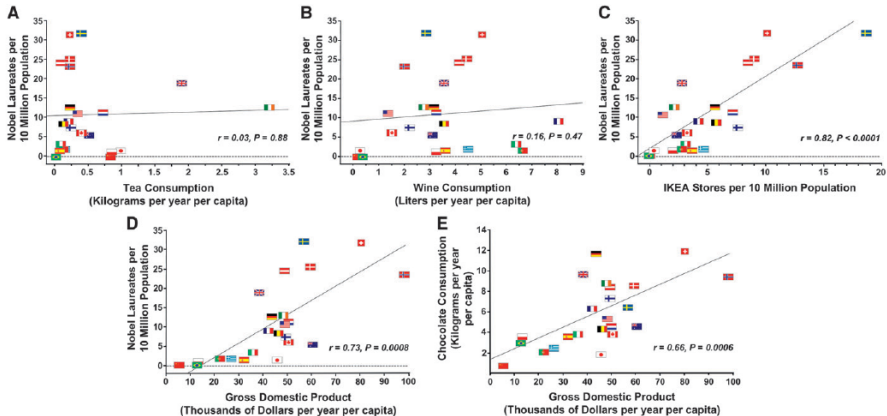 A
Nobel Laureates per
10 Million Population
35
30
25
20
15
10
5
0
r = 0.03, P = 0.88
0 0.5 1.0 1.5 2.0 2.5 3.0 3.5
Tea Consumption
(Kilograms per year per capita)
B
Nobel Laureates per
10 Million Population
35
30
25
20
15
10
5
0
r = 0.16, P = 0.47
0 2 4 6 8 9.0
Wine Consumption
(Liters per year per capita)
C
Nobel Laureates per
10 Million Population
35
30
25
20
15
10
5
0
r = 0.82, P < 0.0001
0 5 10 15 20
IKEA Stores per 10 Million Population
D
Nobel Laureates per
10 Million Population
35
30
25
20
15
10
5
0
r = 0.73, P = 0.0008
0 10 20 30 40 50 60 70 80 90 100
Gross Domestic Product
(Thousands of Dollars per year per capita)
E
Chocolate Consumption
(Kilograms per year
per capita)
14
12
10
8
6
4
2
r = 0.66, P = 0.0006
0 10 20 30 40 50 60 70 80 90 100
Gross Domestic Product
(Thousands of Dollars per year per capita)